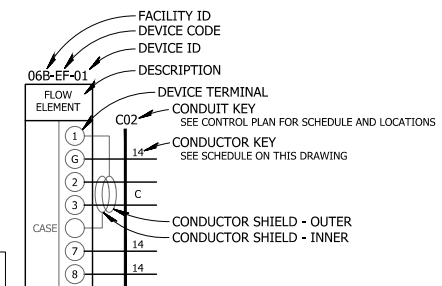 FACILITY ID
DEVICE CODE
DEVICE ID
06B-EF-01
DESCRIPTION
FLOW
ELEMENT
DEVICE TERMINAL
CONDUIT KEY
SEE CONTROL PLAN FOR SCHEDULE AND LOCATIONS
C02
1
CONDUCTOR KEY
SEE SCHEDULE ON THIS DRAWING
G
14
2
C
3
CONDUCTOR SHIELD - OUTER
CASE
CONDUCTOR SHIELD - INNER
7
14
8
14